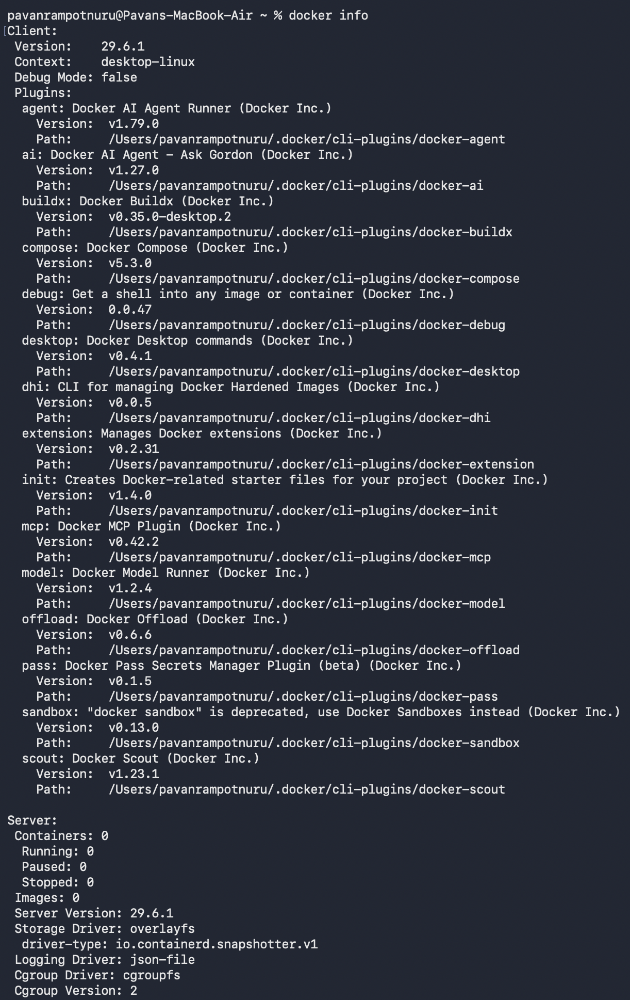 pavanrampotnuru@Pavans-MacBook-Air ~ % docker info
[Client:
 Version:    29.6.1
 Context:    desktop-linux
 Debug Mode: false
 Plugins:
  agent: Docker AI Agent Runner (Docker Inc.)
    Version:  v1.79.0
    Path:     /Users/pavanrampotnuru/.docker/cli-plugins/docker-agent
  ai: Docker AI Agent - Ask Gordon (Docker Inc.)
    Version:  v1.27.0
    Path:     /Users/pavanrampotnuru/.docker/cli-plugins/docker-ai
  buildx: Docker Buildx (Docker Inc.)
    Version:  v0.35.0-desktop.2
    Path:     /Users/pavanrampotnuru/.docker/cli-plugins/docker-buildx
  compose: Docker Compose (Docker Inc.)
    Version:  v5.3.0
    Path:     /Users/pavanrampotnuru/.docker/cli-plugins/docker-compose
  debug: Get a shell into any image or container (Docker Inc.)
    Version:  0.0.47
    Path:     /Users/pavanrampotnuru/.docker/cli-plugins/docker-debug
  desktop: Docker Desktop commands (Docker Inc.)
    Version:  v0.4.1
    Path:     /Users/pavanrampotnuru/.docker/cli-plugins/docker-desktop
  dhi: CLI for managing Docker Hardened Images (Docker Inc.)
    Version:  v0.0.5
    Path:     /Users/pavanrampotnuru/.docker/cli-plugins/docker-dhi
  extension: Manages Docker extensions (Docker Inc.)
    Version:  v0.2.31
    Path:     /Users/pavanrampotnuru/.docker/cli-plugins/docker-extension
  init: Creates Docker-related starter files for your project (Docker Inc.)
    Version:  v1.4.0
    Path:     /Users/pavanrampotnuru/.docker/cli-plugins/docker-init
  mcp: Docker MCP Plugin (Docker Inc.)
    Version:  v0.42.2
    Path:     /Users/pavanrampotnuru/.docker/cli-plugins/docker-mcp
  model: Docker Model Runner (Docker Inc.)
    Version:  v1.2.4
    Path:     /Users/pavanrampotnuru/.docker/cli-plugins/docker-model
  offload: Docker Offload (Docker Inc.)
    Version:  v0.6.6
    Path:     /Users/pavanrampotnuru/.docker/cli-plugins/docker-offload
  pass: Docker Pass Secrets Manager Plugin (beta) (Docker Inc.)
    Version:  v0.1.5
    Path:     /Users/pavanrampotnuru/.docker/cli-plugins/docker-pass
  sandbox: "docker sandbox" is deprecated, use Docker Sandboxes instead (Docker Inc.)
    Version:  v0.13.0
    Path:     /Users/pavanrampotnuru/.docker/cli-plugins/docker-sandbox
  scout: Docker Scout (Docker Inc.)
    Version:  v1.23.1
    Path:     /Users/pavanrampotnuru/.docker/cli-plugins/docker-scout

Server:
 Containers: 0
  Running: 0
  Paused: 0
  Stopped: 0
 Images: 0
 Server Version: 29.6.1
 Storage Driver: overlayfs
  driver-type: io.containerd.snapshotter.v1
 Logging Driver: json-file
 Cgroup Driver: cgroupfs
 Cgroup Version: 2